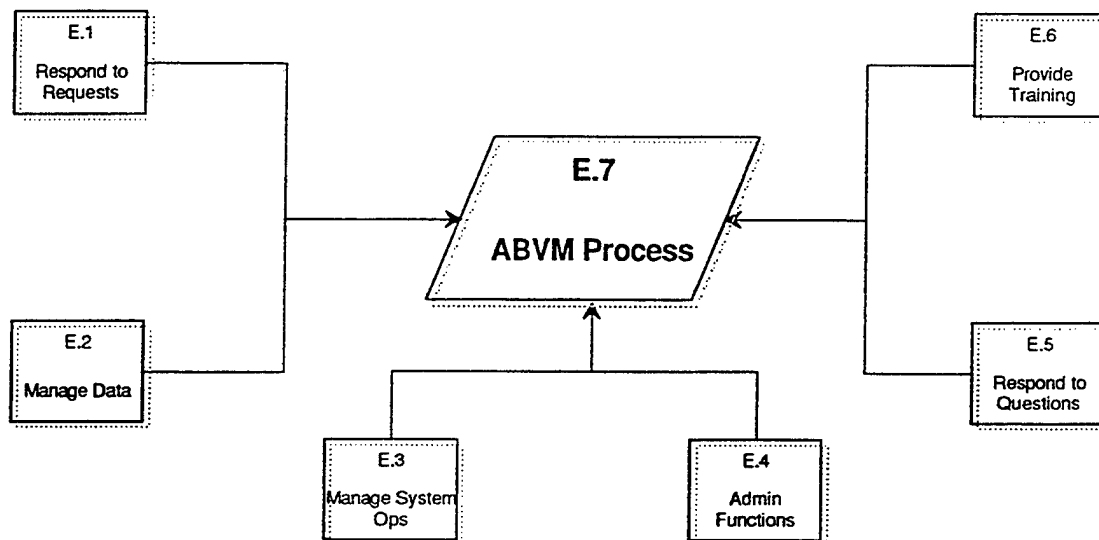 E.1
Respond to
Requests
E.6
Provide
Training
E.7
ABVM Process
E.2
Manage Data
E.5
Respond to
Questions
E.3
Manage System
Ops
E.4
Admin
Functions